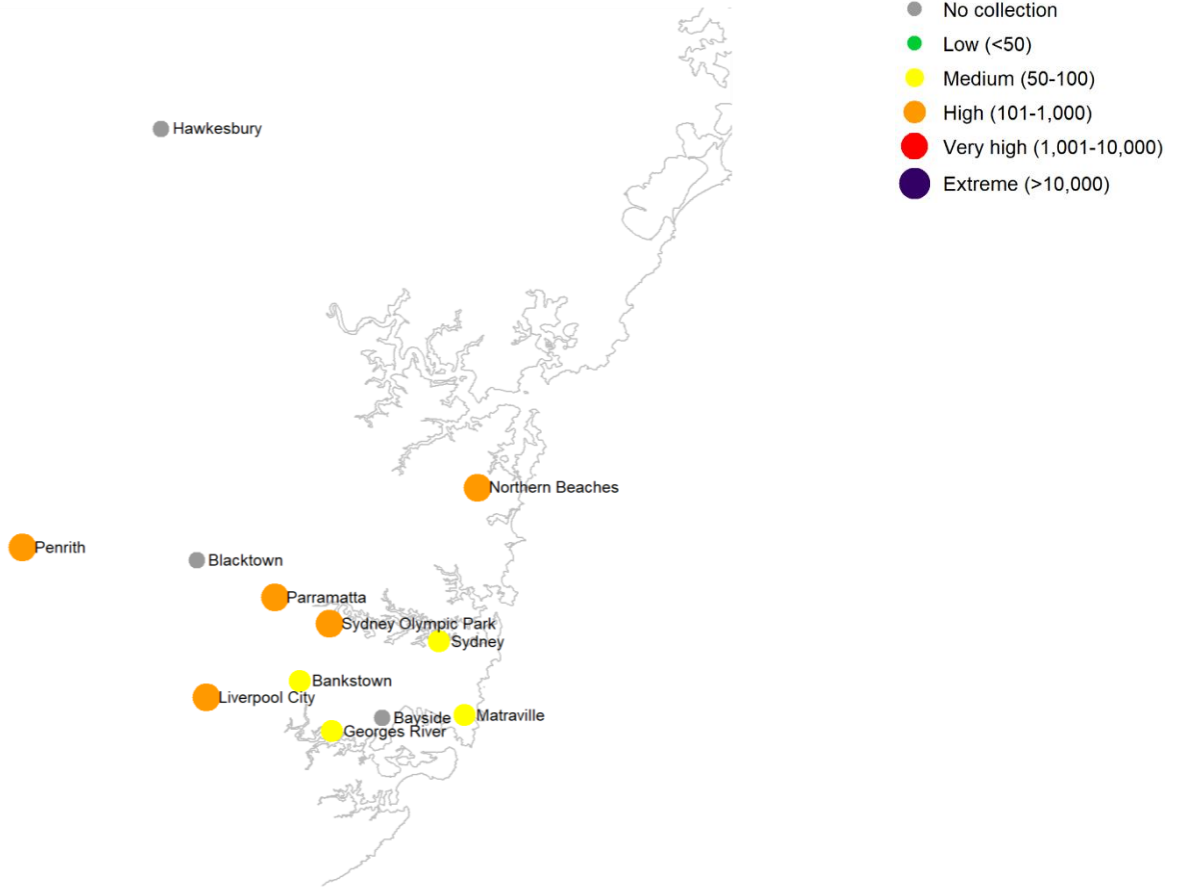 No collection
Low (<50)
Medium (50-100)
High (101-1,000)
Very high (1,001-10,000)
Extreme (>10,000)
Hawkesbury
Northern Beaches
Penrith
Blacktown
Parramatta
Sydney Olympic Park
Sydney
Bankstown
Liverpool City
Bayside
Matraville
Georges River